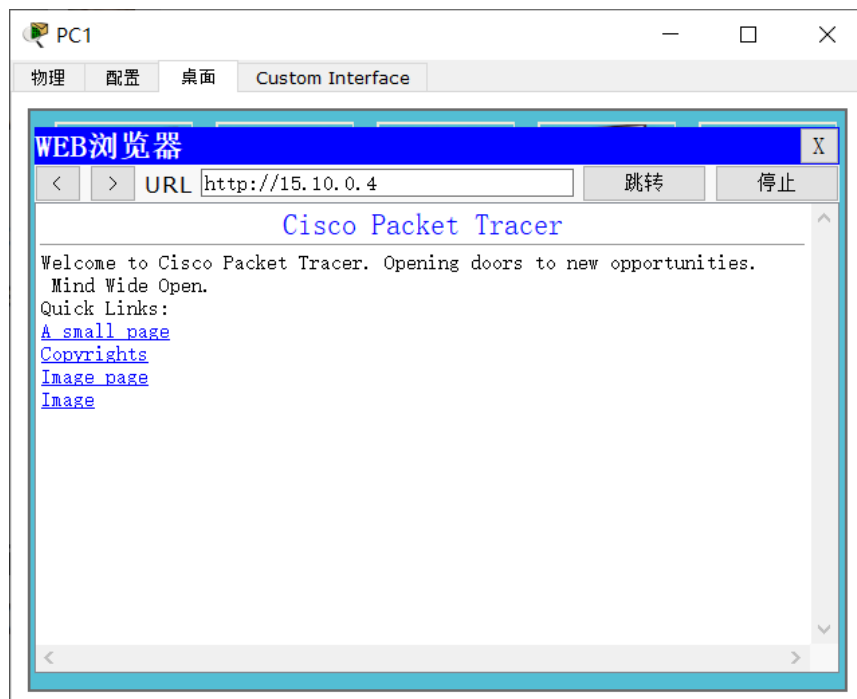 PC1
物理 配置 桌面 Custom Interface
WEB浏览器 X
< > URL http://15.10.0.4 跳转 停止
Cisco Packet Tracer
Welcome to Cisco Packet Tracer. Opening doors to new opportunities.
Mind Wide Open.
Quick Links:
A small page
Copyrights
Image page
Image